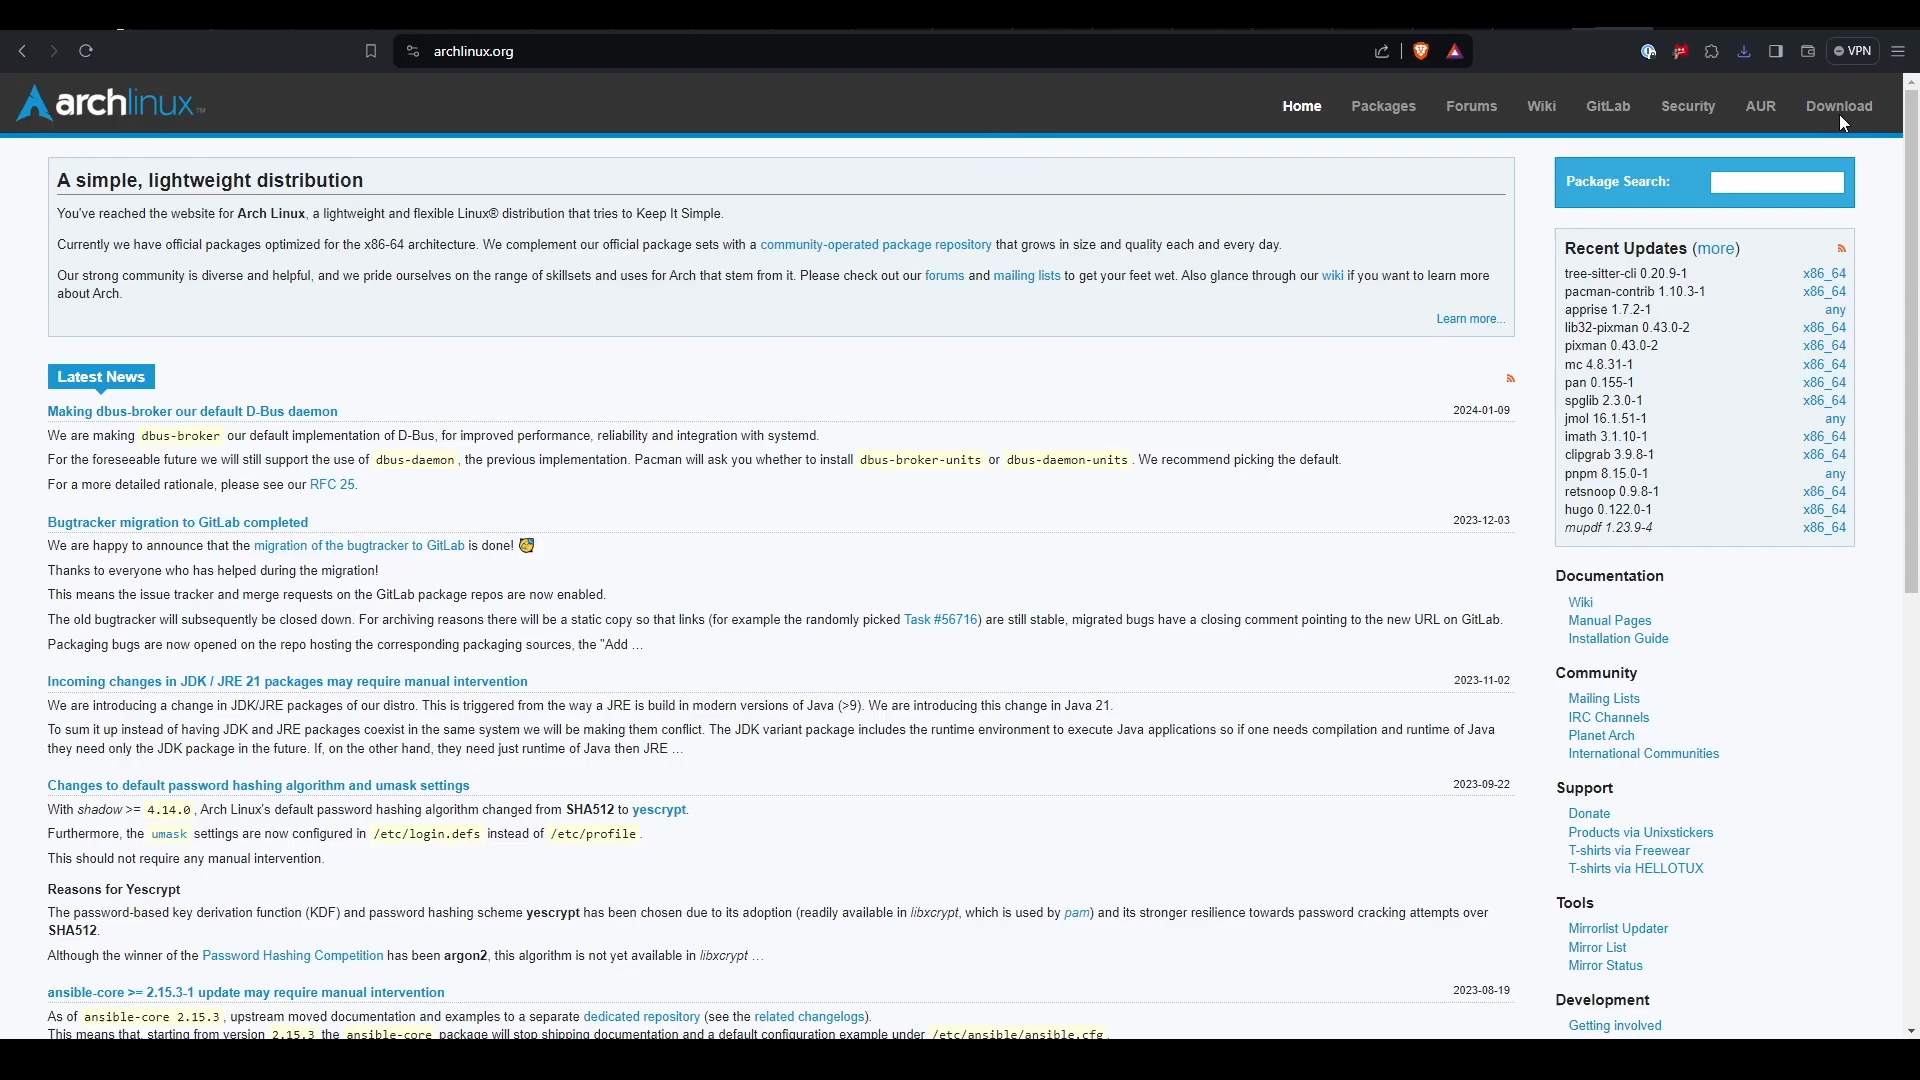 archlinux.org
VPN
archlinux™
Home Packages Forums Wiki GitLab Security AUR Download
A simple, lightweight distribution
You've reached the website for Arch Linux, a lightweight and flexible Linux® distribution that tries to Keep It Simple.
Currently we have official packages optimized for the x86-64 architecture. We complement our official package sets with a community-operated package repository that grows in size and quality each and every day.
Our strong community is diverse and helpful, and we pride ourselves on the range of skillsets and uses for Arch that stem from it. Please check out our forums and mailing lists to get your feet wet. Also glance through our wiki if you want to learn more
about Arch.
Learn more...
Latest News
Making dbus-broker our default D-Bus daemon 2024-01-09
We are making dbus-broker our default implementation of D-Bus, for improved performance, reliability and integration with systemd.
For the foreseeable future we will still support the use of dbus-daemon, the previous implementation. Pacman will ask you whether to install dbus-broker-units or dbus-daemon-units. We recommend picking the default.
For a more detailed rationale, please see our RFC 25.
Bugtracker migration to GitLab completed 2023-12-03
We are happy to announce that the migration of the bugtracker to GitLab is done! 🥳
Thanks to everyone who has helped during the migration!
This means the issue tracker and merge requests on the GitLab package repos are now enabled.
The old bugtracker will subsequently be closed down. For archiving reasons there will be a static copy so that links (for example the randomly picked Task #56716) are still stable, migrated bugs have a closing comment pointing to the new URL on GitLab.
Packaging bugs are now opened on the repo hosting the corresponding packaging sources, the "Add …
Incoming changes in JDK / JRE 21 packages may require manual intervention 2023-11-02
We are introducing a change in JDK/JRE packages of our distro. This is triggered from the way a JRE is build in modern versions of Java (>9). We are introducing this change in Java 21.
To sum it up instead of having JDK and JRE packages coexist in the same system we will be making them conflict. The JDK variant package includes the runtime environment to execute Java applications so if one needs compilation and runtime of Java
they need only the JDK package in the future. If, on the other hand, they need just runtime of Java then JRE …
Changes to default password hashing algorithm and umask settings 2023-09-22
With shadow >= 4.14.0, Arch Linux's default password hashing algorithm changed from SHA512 to yescrypt.
Furthermore, the umask settings are now configured in /etc/login.defs instead of /etc/profile.
This should not require any manual intervention.
Reasons for Yescrypt
The password-based key derivation function (KDF) and password hashing scheme yescrypt has been chosen due to its adoption (readily available in libxcrypt, which is used by pam) and its stronger resilience towards password cracking attempts over
SHA512.
Although the winner of the Password Hashing Competition has been argon2, this algorithm is not yet available in libxcrypt …
ansible-core >= 2.15.3-1 update may require manual intervention 2023-08-19
As of ansible-core 2.15.3, upstream moved documentation and examples to a separate dedicated repository (see the related changelogs).
This means that, starting from version 2.15.3 the ansible-core package will stop shipping documentation and a default configuration example under /etc/ansible/ansible.cfg.
Package Search:
Recent Updates (more)
tree-sitter-cli 0.20.9-1 x86_64
pacman-contrib 1.10.3-1 x86_64
apprise 1.7.2-1 any
lib32-pixman 0.43.0-2 x86_64
pixman 0.43.0-2 x86_64
mc 4.8.31-1 x86_64
pan 0.155-1 x86_64
spglib 2.3.0-1 x86_64
jmol 16.1.51-1 any
imath 3.1.10-1 x86_64
clipgrab 3.9.8-1 x86_64
pnpm 8.15.0-1 any
retsnoop 0.9.8-1 x86_64
hugo 0.122.0-1 x86_64
mupdf 1.23.9-4 x86_64
Documentation
Wiki
Manual Pages
Installation Guide
Community
Mailing Lists
IRC Channels
Planet Arch
International Communities
Support
Donate
Products via Unixstickers
T-shirts via Freewear
T-shirts via HELLOTUX
Tools
Mirrorlist Updater
Mirror List
Mirror Status
Development
Getting involved